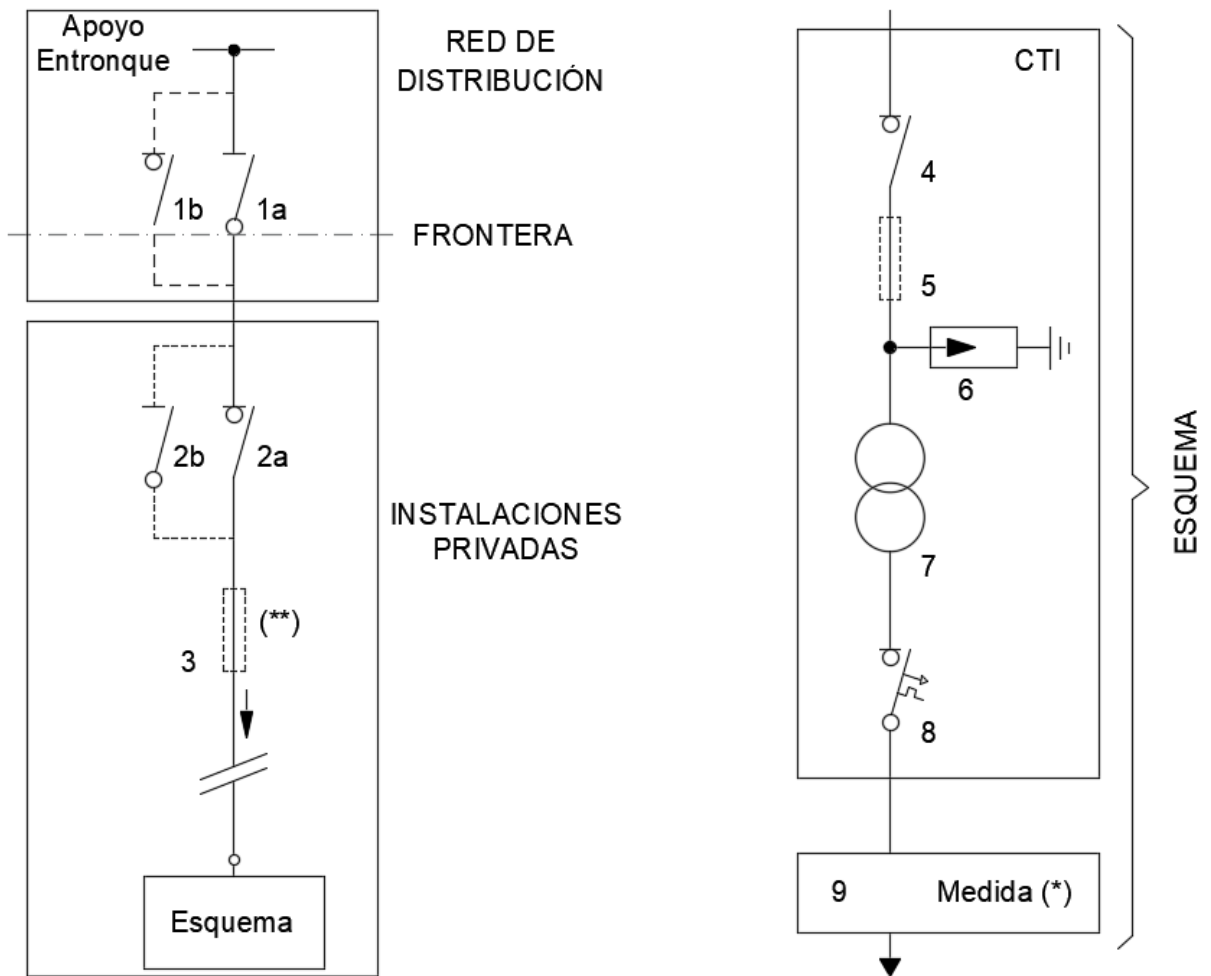 Apoyo
Entronque
RED DE
DISTRIBUCIÓN
1b
1a
FRONTERA
2b
2a
INSTALACIONES
PRIVADAS
(**)
3
Esquema
CTI
4
5
6
7
8
9 Medida (*)
ESQUEMA